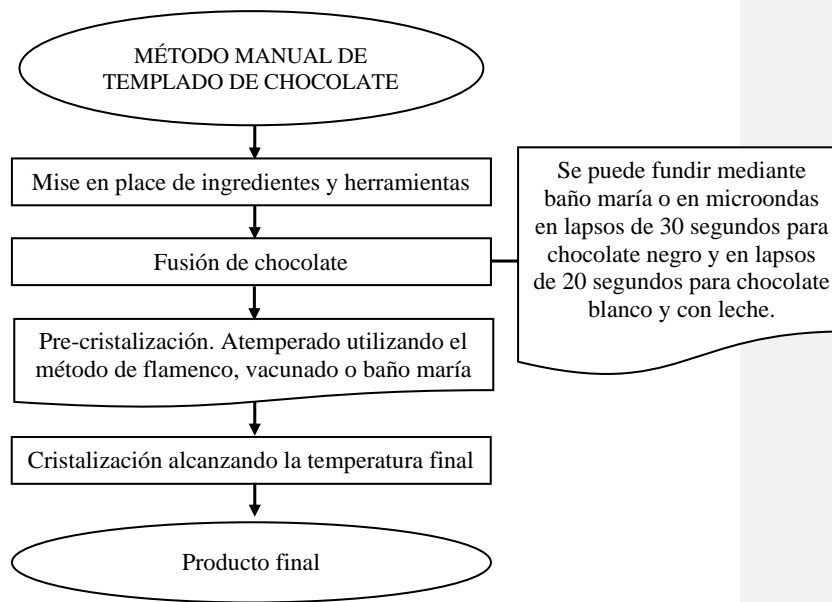 MÉTODO MANUAL DE
TEMPLADO DE CHOCOLATE
Mise en place de ingredientes y herramientas
Fusión de chocolate
Se puede fundir mediante
baño maría o en microondas
en lapsos de 30 segundos para
chocolate negro y en lapsos
de 20 segundos para chocolate
blanco y con leche.
Pre-cristalización. Atemperado utilizando el
método de flamenco, vacunado o baño maría
Cristalización alcanzando la temperatura final
Producto final